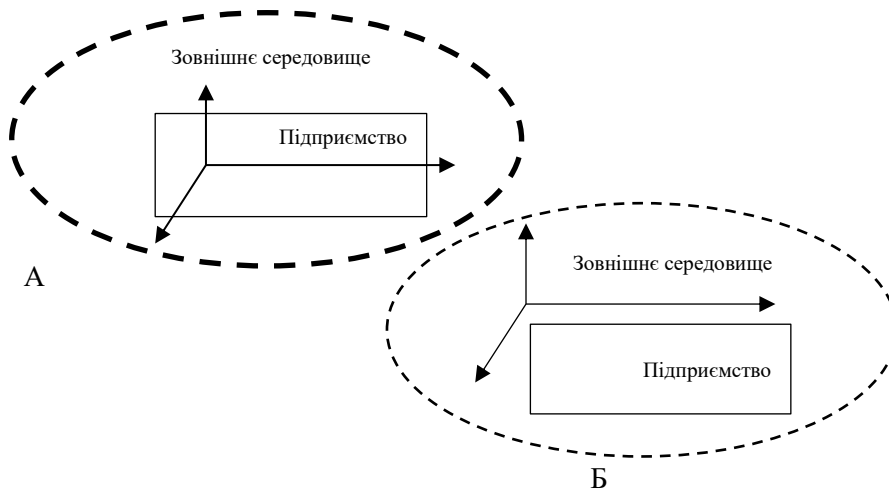 Зовнішнє середовище
Підприємство
А
Зовнішнє середовище
Підприємство
Б